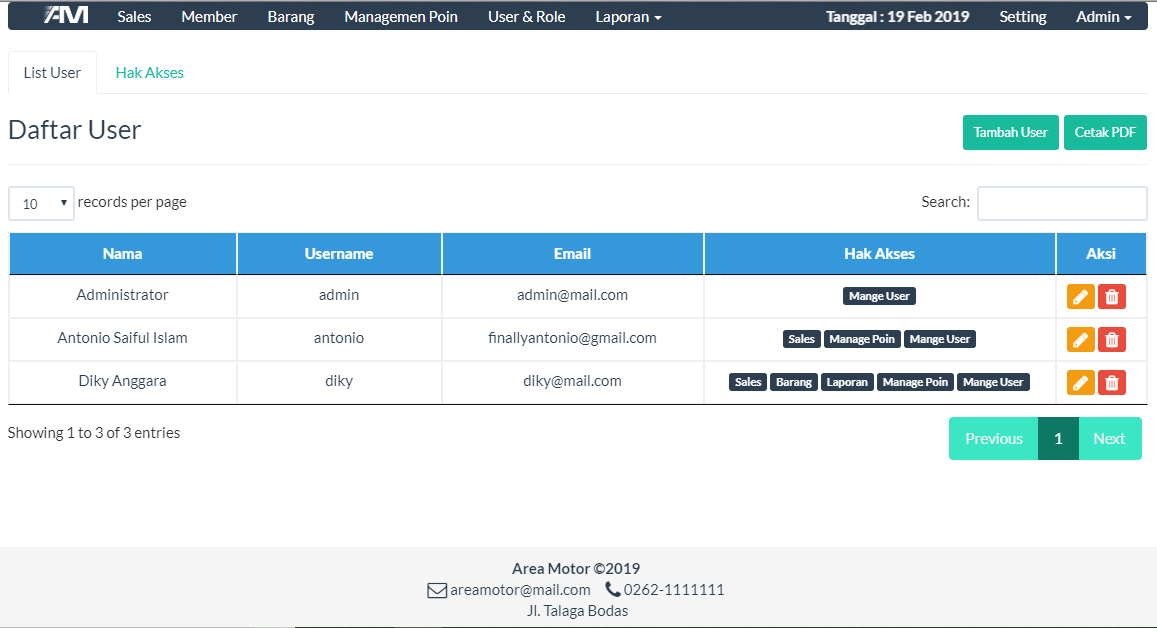 AM Sales Member Barang Managemen Poin User & Role Laporan Tanggal : 19 Feb 2019 Setting Admin
List User Hak Akses
Daftar User Tambah User Cetak PDF
10 records per page Search:
Nama Username Email Hak Akses Aksi
Administrator admin admin@mail.com Mange User
Antonio Saiful Islam antonio finallyantonio@gmail.com Sales Manage Poin Mange User
Diky Anggara diky diky@mail.com Sales Barang Laporan Manage Poin Mange User
Showing 1 to 3 of 3 entries Previous 1 Next
Area Motor ©2019
areamotor@mail.com 0262-1111111
Jl. Talaga Bodas